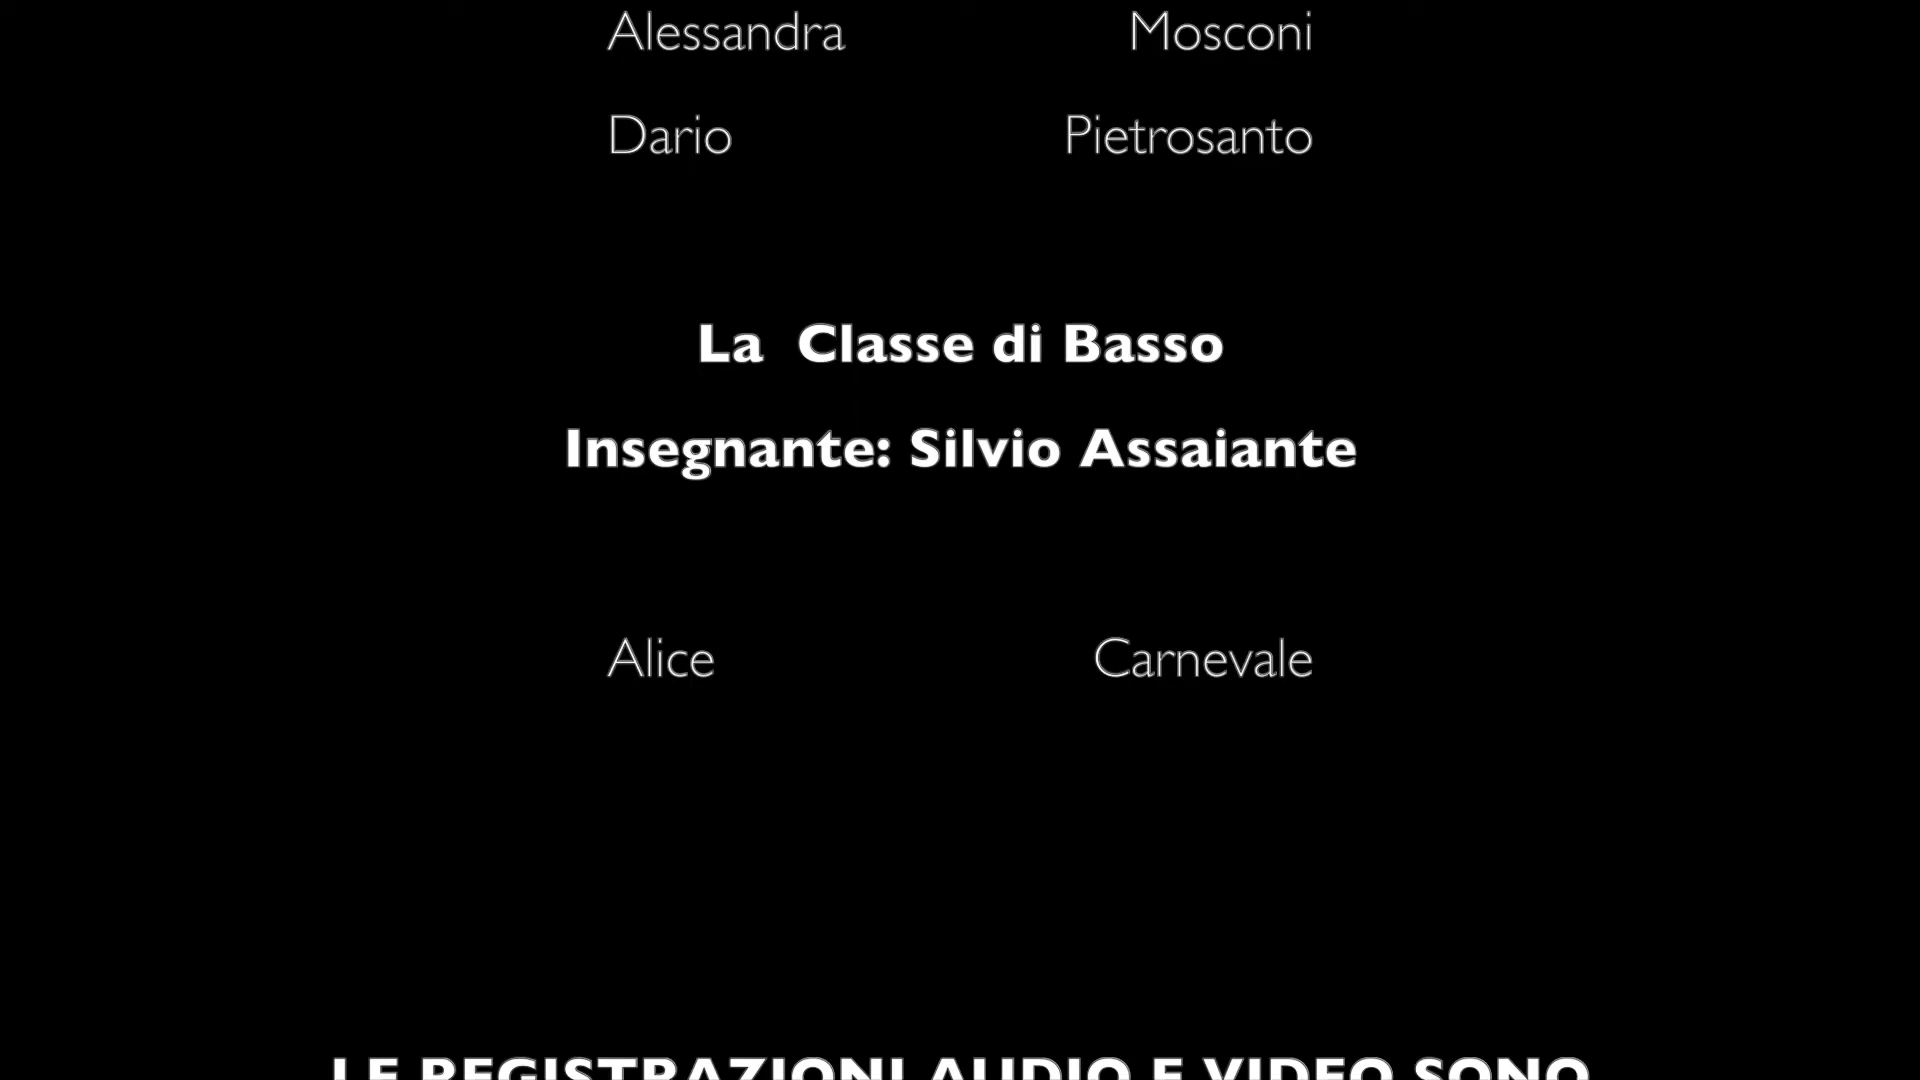 Alessandra Mosconi
Dario Pietrosanto
La  Classe di Basso
Insegnante: Silvio Assaiante
Alice Carnevale
LE REGISTRAZIONI AUDIO E VIDEO SONO